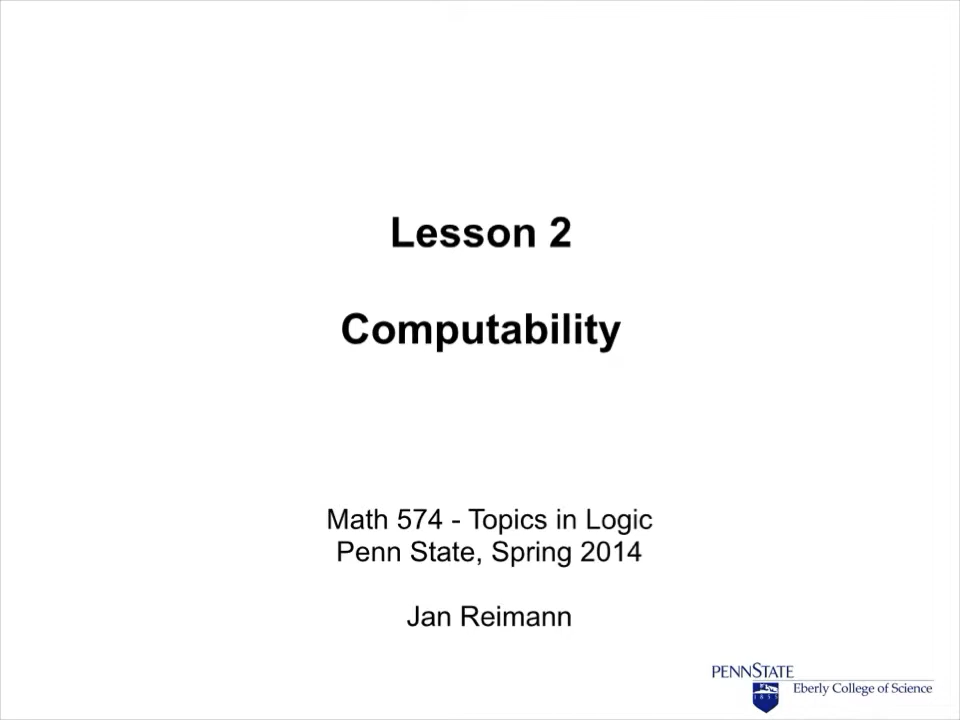 Lesson 2
Computability
Math 574 - Topics in Logic
Penn State, Spring 2014
Jan Reimann
PENNSTATE
Eberly College of Science
1855